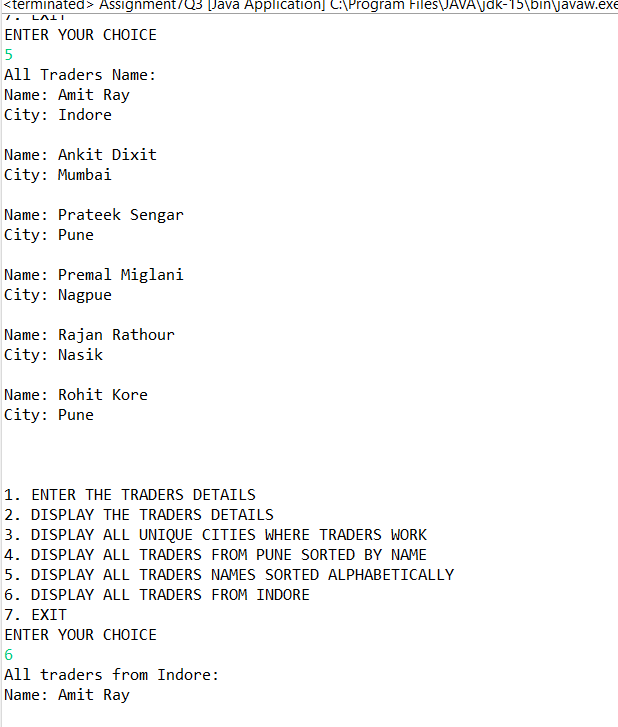 <terminated> Assignment7Q3 [Java Application] C:\Program Files\JAVA\jdk-15\bin\javaw.exe
7. EXIT
ENTER YOUR CHOICE
5
All Traders Name:
Name: Amit Ray
City: Indore
Name: Ankit Dixit
City: Mumbai
Name: Prateek Sengar
City: Pune
Name: Premal Miglani
City: Nagpue
Name: Rajan Rathour
City: Nasik
Name: Rohit Kore
City: Pune
1. ENTER THE TRADERS DETAILS
2. DISPLAY THE TRADERS DETAILS
3. DISPLAY ALL UNIQUE CITIES WHERE TRADERS WORK
4. DISPLAY ALL TRADERS FROM PUNE SORTED BY NAME
5. DISPLAY ALL TRADERS NAMES SORTED ALPHABETICALLY
6. DISPLAY ALL TRADERS FROM INDORE
7. EXIT
ENTER YOUR CHOICE
6
All traders from Indore:
Name: Amit Ray